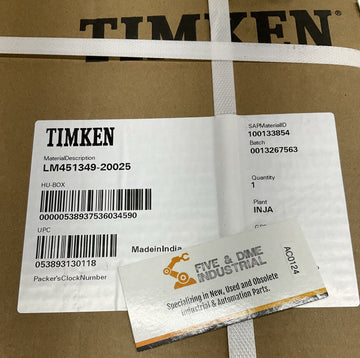 TIMKEN
TIMKEN
MaterialDescription
LM451349-20025
HU-BOX
00000538937536034590
UPC
053893130118
Packer'sClockNumber
MadeinIndia
SAPMaterialID
100133854
Batch
0013267563
Quantity
1
Plant
INJA
FIVE & DIME
INDUSTRIAL
Specializing in New, Used and Obsolete
Industrial & Automation Parts.
AC0124